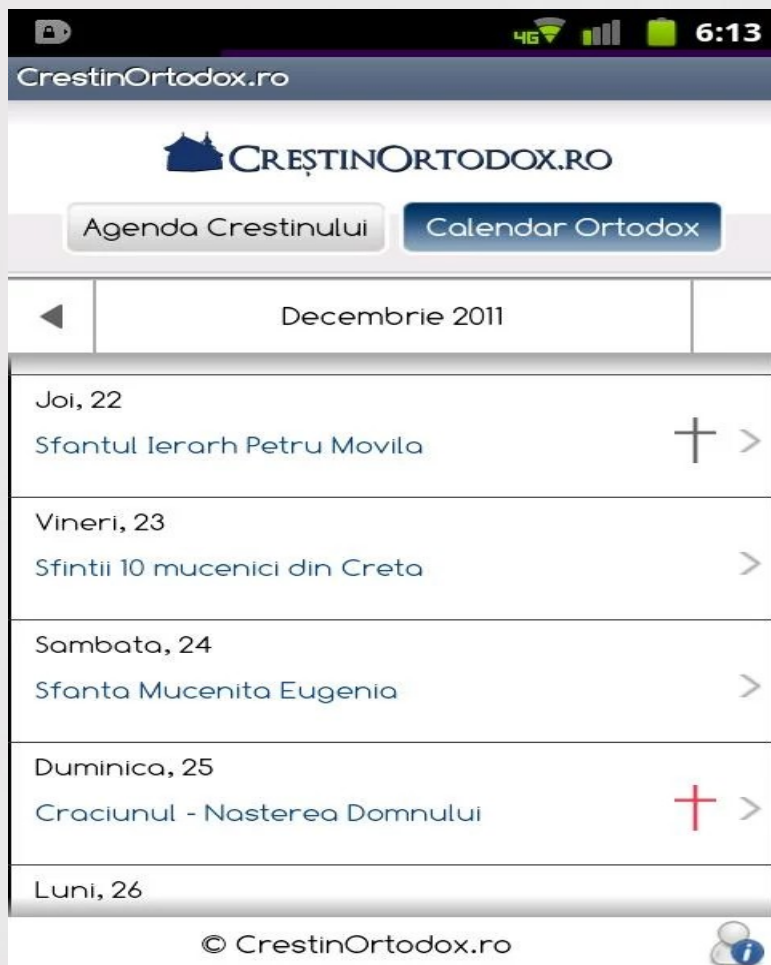 4G 6:13
CrestinOrtodox.ro
CREȘTINORTODOX.RO
Agenda Crestinului Calendar Ortodox
Decembrie 2011
Joi, 22
Sfantul Ierarh Petru Movila
Vineri, 23
Sfintii 10 mucenici din Creta
Sambata, 24
Sfanta Mucenita Eugenia
Duminica, 25
Craciunul - Nasterea Domnului
Luni, 26
© CrestinOrtodox.ro